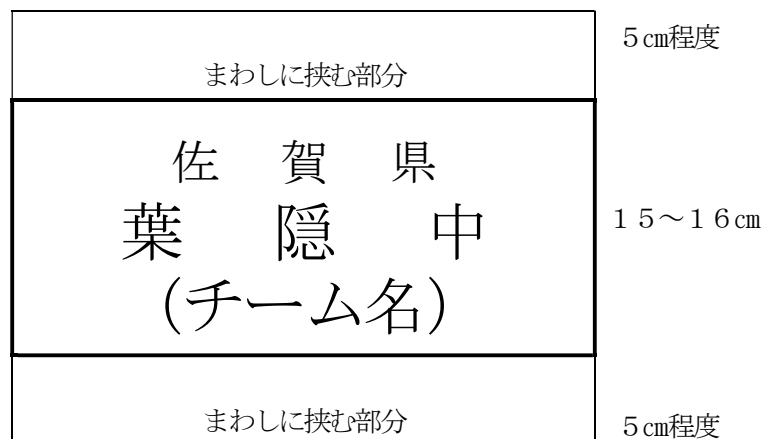 ５㎝程度
まわしに挟む部分
佐　賀　県
葉　隠　中
１５～１６㎝
（チーム名）
まわしに挟む部分
５㎝程度